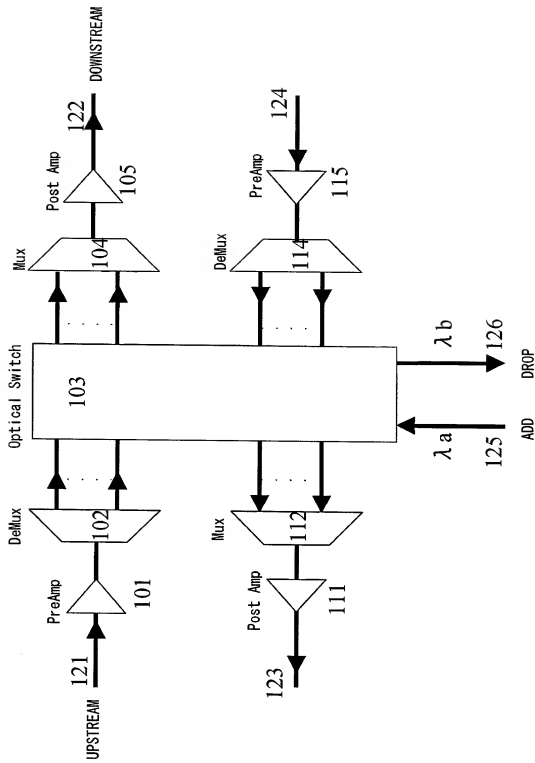 Optical Switch
103
UPSTREAM
121
PreAmp
101
DeMux
102
. . . .
. . . .
Mux
104
Post Amp
105
122
DOWNSTREAM
123
Post Amp
111
Mux
112
. . . .
. . . .
DeMux
114
PreAmp
115
124
λa
125
ADD
λb
126
DROP